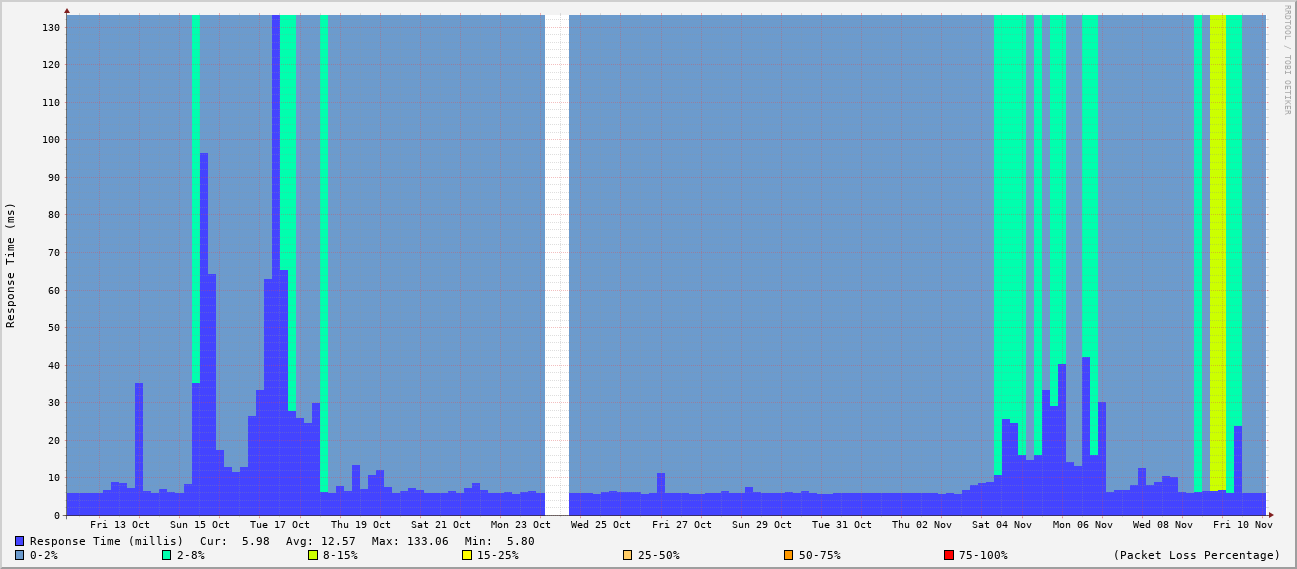 RRDTOOL / TOBI OETIKER
Response Time (ms)
130
120
110
100
90
80
70
60
50
40
30
20
10
0
Fri 13 Oct Sun 15 Oct Tue 17 Oct Thu 19 Oct Sat 21 Oct Mon 23 Oct Wed 25 Oct Fri 27 Oct Sun 29 Oct Tue 31 Oct Thu 02 Nov Sat 04 Nov Mon 06 Nov Wed 08 Nov Fri 10 Nov
Response Time (millis) Cur: 5.98 Avg: 12.57 Max: 133.06 Min: 5.80
0-2% 2-8% 8-15% 15-25% 25-50% 50-75% 75-100% (Packet Loss Percentage)